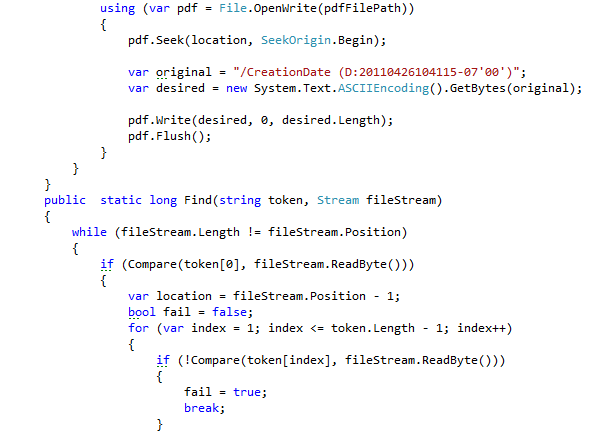 using (var pdf = File.OpenWrite(pdfFilePath))
{
pdf.Seek(location, SeekOrigin.Begin);
var original = "/CreationDate (D:20110426104115-07'00')";
var desired = new System.Text.ASCIIEncoding().GetBytes(original);
pdf.Write(desired, 0, desired.Length);
pdf.Flush();
}
}
}
public  static long Find(string token, Stream fileStream)
{
while (fileStream.Length != fileStream.Position)
{
if (Compare(token[0], fileStream.ReadByte()))
{
var location = fileStream.Position - 1;
bool fail = false;
for (var index = 1; index <= token.Length - 1; index++)
{
if (!Compare(token[index], fileStream.ReadByte()))
{
fail = true;
break;
}